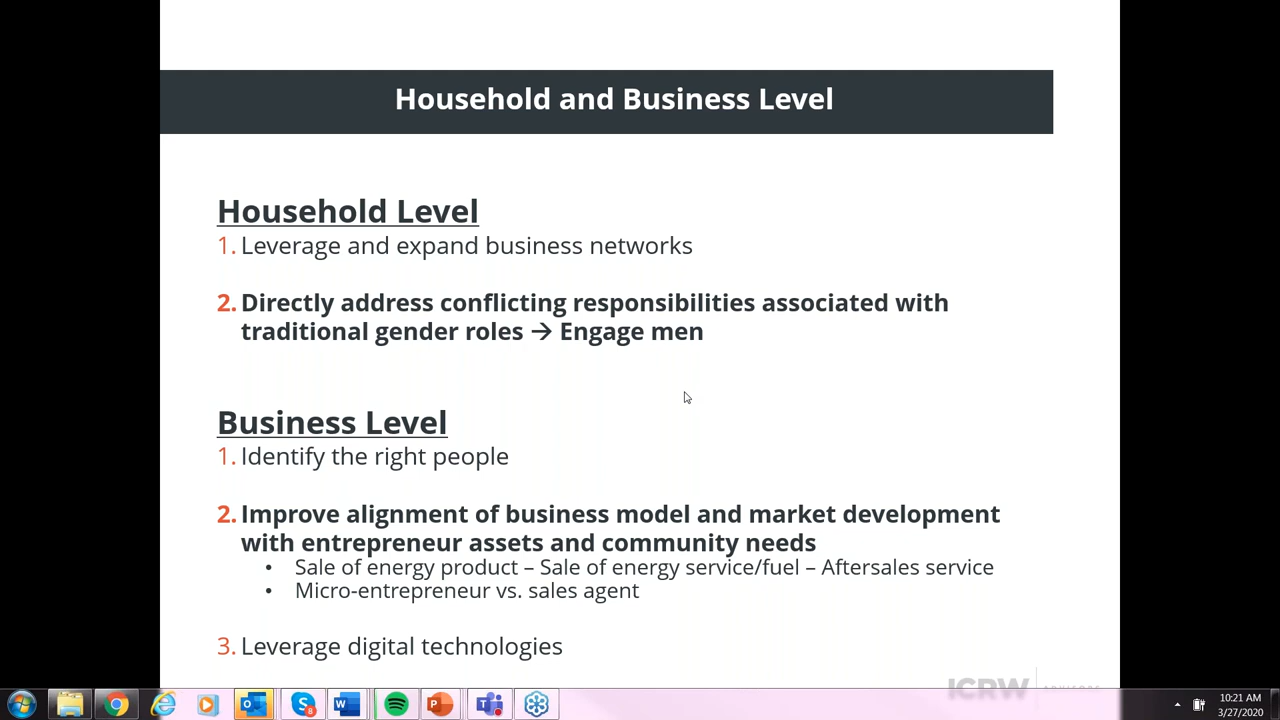 Household and Business Level
Household Level
1. Leverage and expand business networks
2. Directly address conflicting responsibilities associated with
traditional gender roles → Engage men
Business Level
1. Identify the right people
2. Improve alignment of business model and market development
with entrepreneur assets and community needs
• Sale of energy product – Sale of energy service/fuel – Aftersales service
• Micro-entrepreneur vs. sales agent
3. Leverage digital technologies
ICRW
8
10:21 AM
3/27/2020